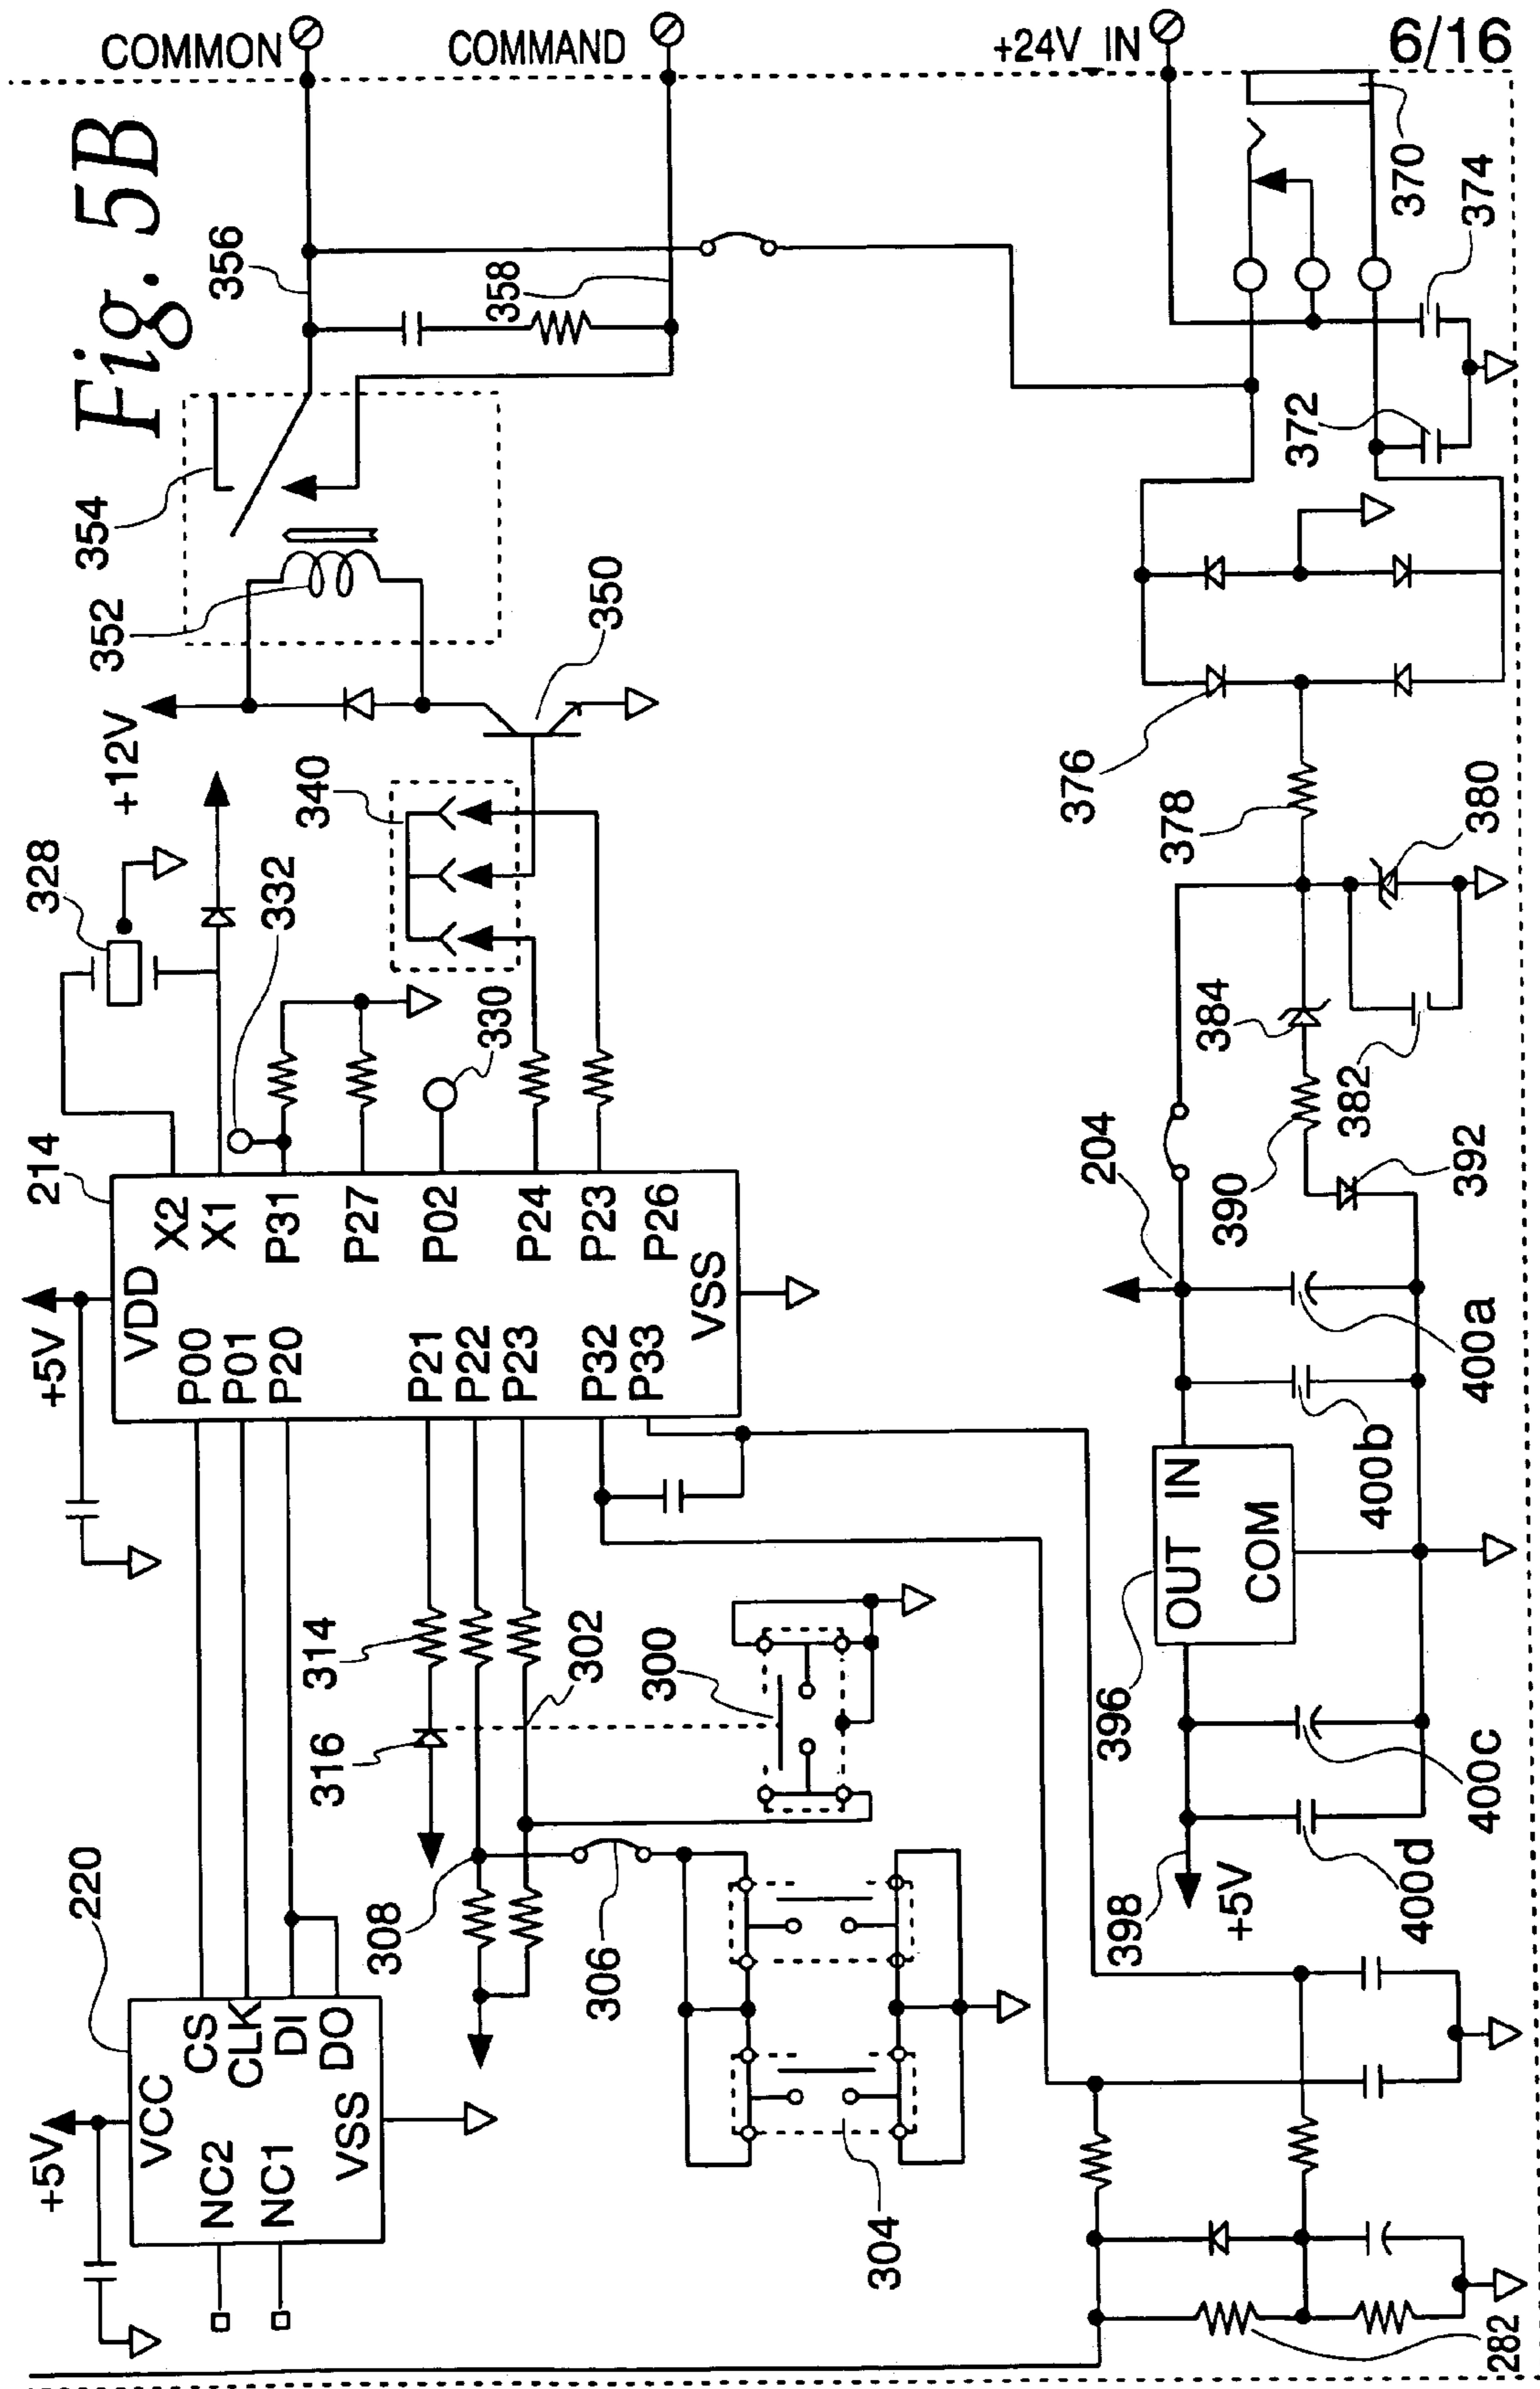 6/16
Fig. 5B
COMMON
COMMAND
+24V_IN
356
358
370
374
372
354
352
+12V
350
340
328
332
330
376
378
380
384
382
390
392
204
214
+5V
VDD
X2
X1
P31
P27
P02
P24
P23
P26
VSS
P00
P01
P20
P21
P22
P23
P32
P33
400a
400b
IN
OUT
COM
396
398
+5V
400c
400d
314
316
302
300
308
306
304
220
+5V
VCC
CS
CLK
DI
DO
NC2
NC1
VSS
282